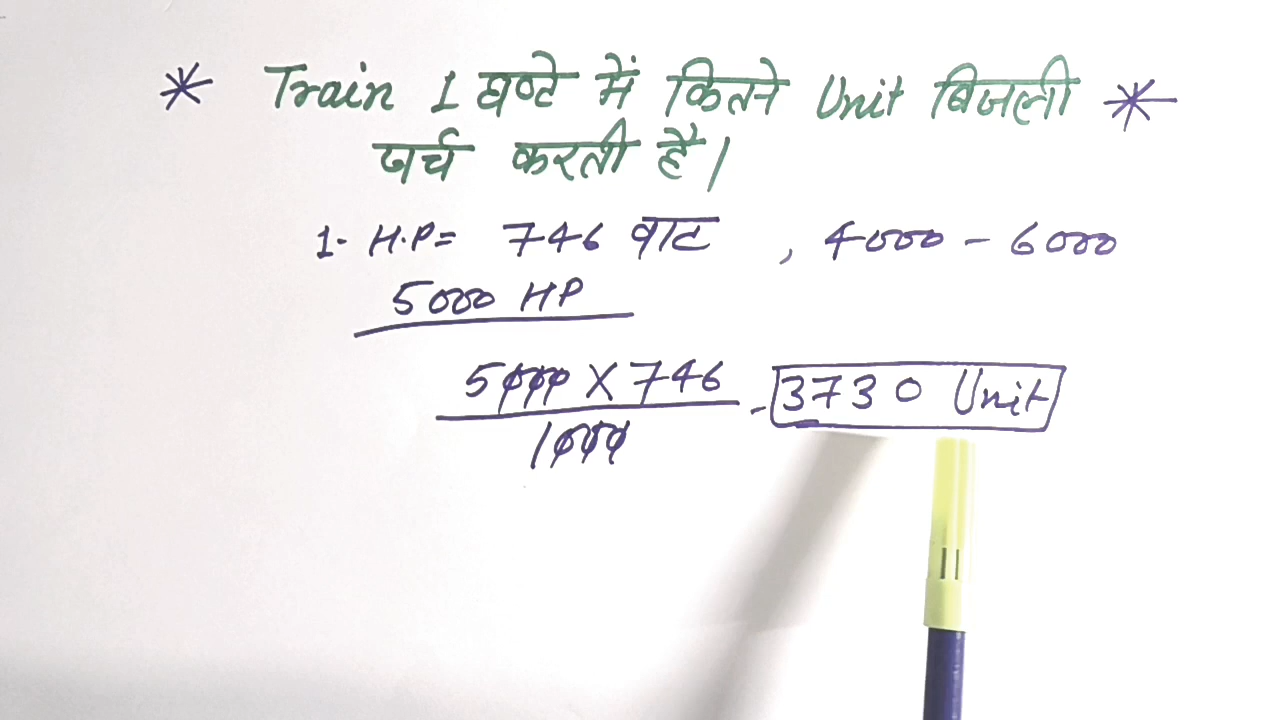 * Train 1 घण्टे में कितने Unit बिजली *
खर्च करती है।
1- H.P= 746 वाट , 4000 - 6000
5000 HP
5000 X 746
1000
- 3730 Unit